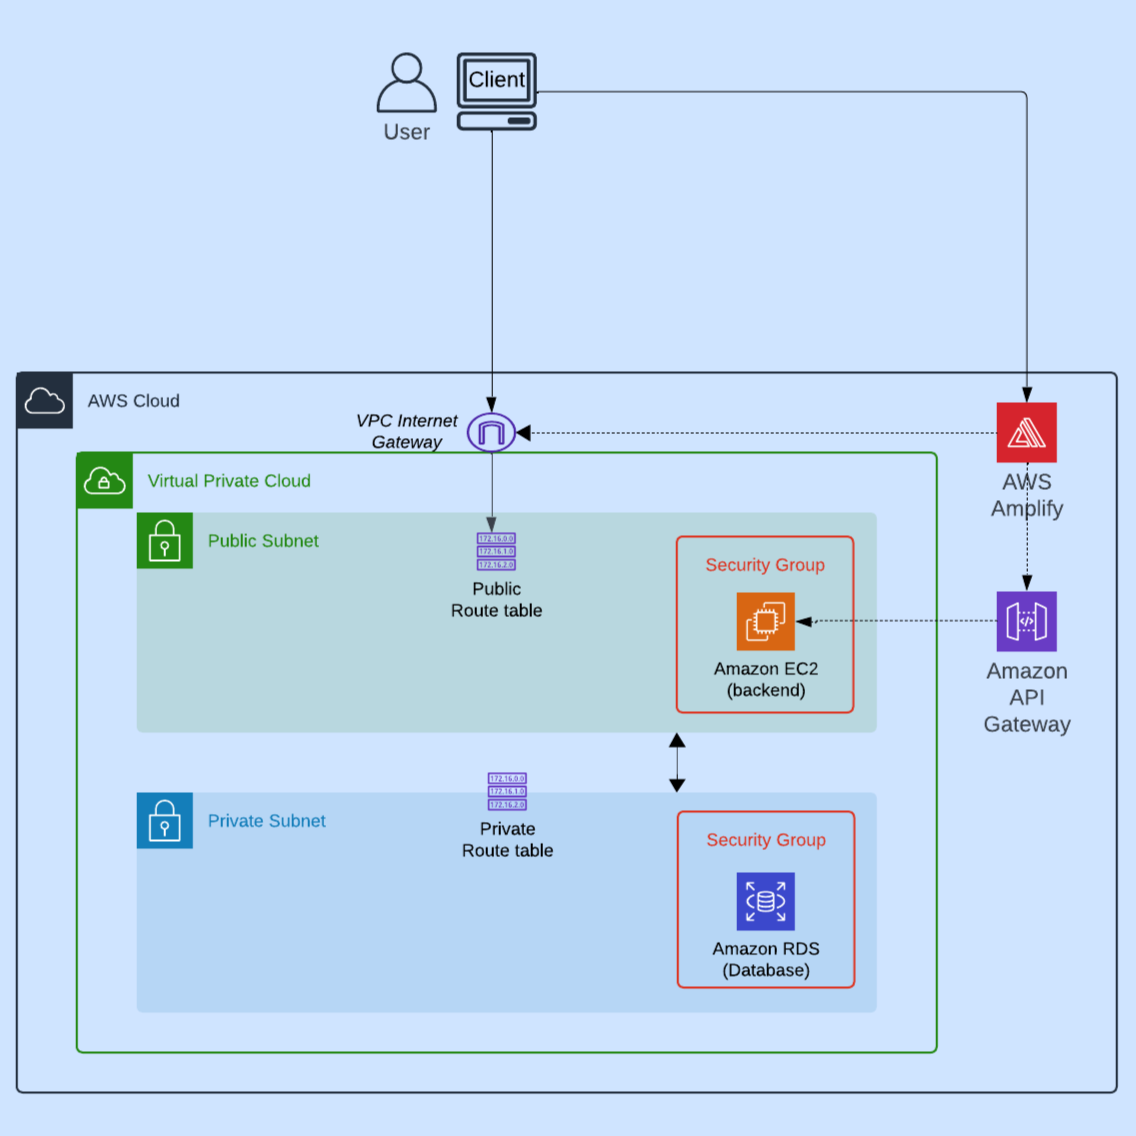 Client
User
AWS Cloud
VPC Internet
Gateway
AWS
Amplify
Virtual Private Cloud
Public Subnet
172.16.0.0
172.16.1.0
172.16.2.0
Public
Route table
Security Group
Amazon EC2
(backend)
Amazon
API
Gateway
Private Subnet
172.16.0.0
172.16.1.0
172.16.2.0
Private
Route table
Security Group
Amazon RDS
(Database)